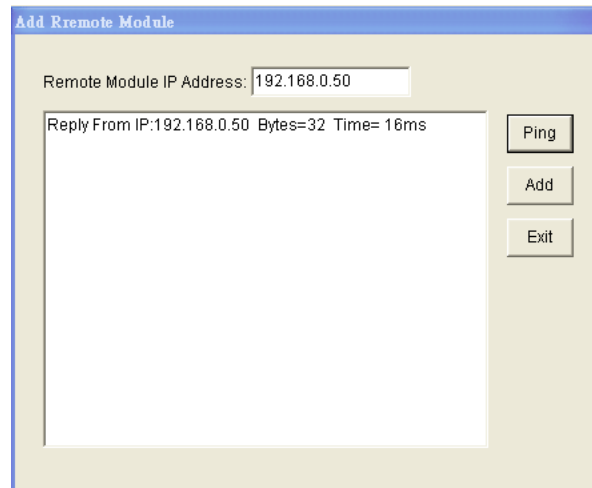 Add Rremote Module
Remote Module IP Address: 192.168.0.50
Reply From IP:192.168.0.50 Bytes=32 Time= 16ms
Ping
Add
Exit